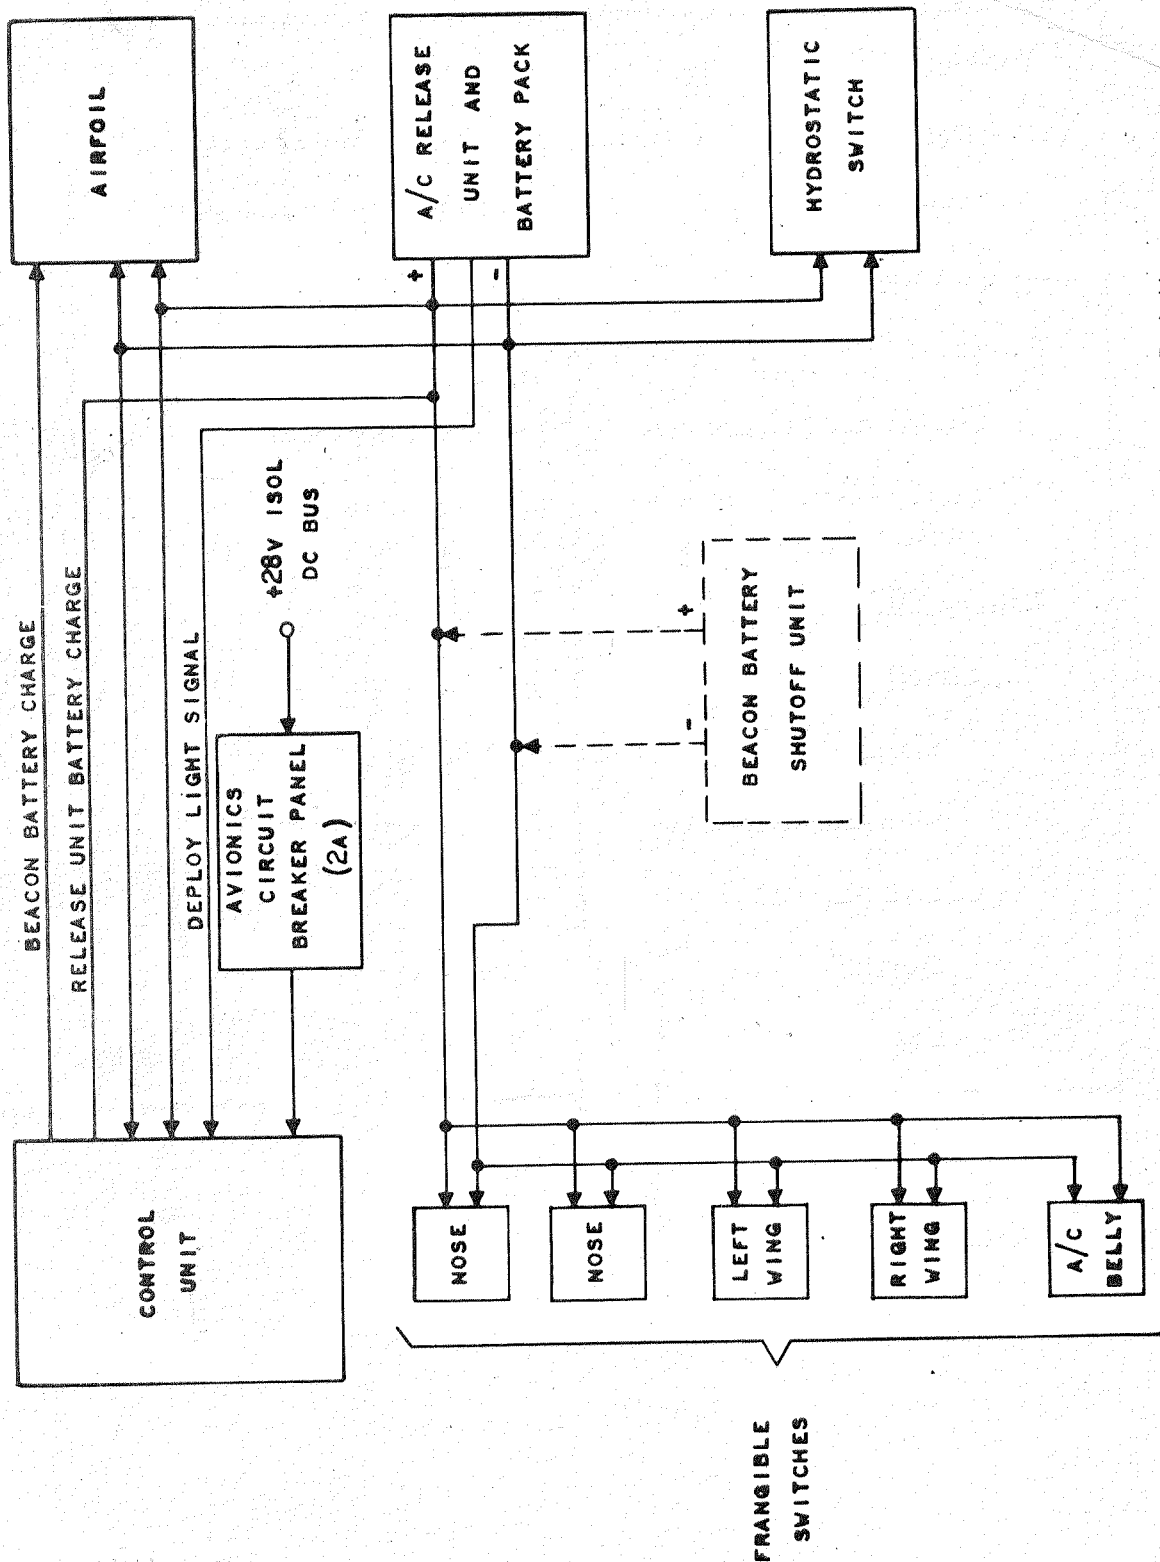 CONTROL
UNIT
BEACON BATTERY CHARGE
RELEASE UNIT BATTERY CHARGE
DEPLOY LIGHT SIGNAL
AVIONICS
CIRCUIT
BREAKER PANEL
(2A)
+28V ISOL
DC BUS
AIRFOIL
A/C RELEASE
UNIT AND
BATTERY PACK
+
-
HYDROSTATIC
SWITCH
BEACON BATTERY
SHUTOFF UNIT
-
+
NOSE
NOSE
LEFT
WING
RIGHT
WING
A/C
BELLY
FRANGIBLE
SWITCHES